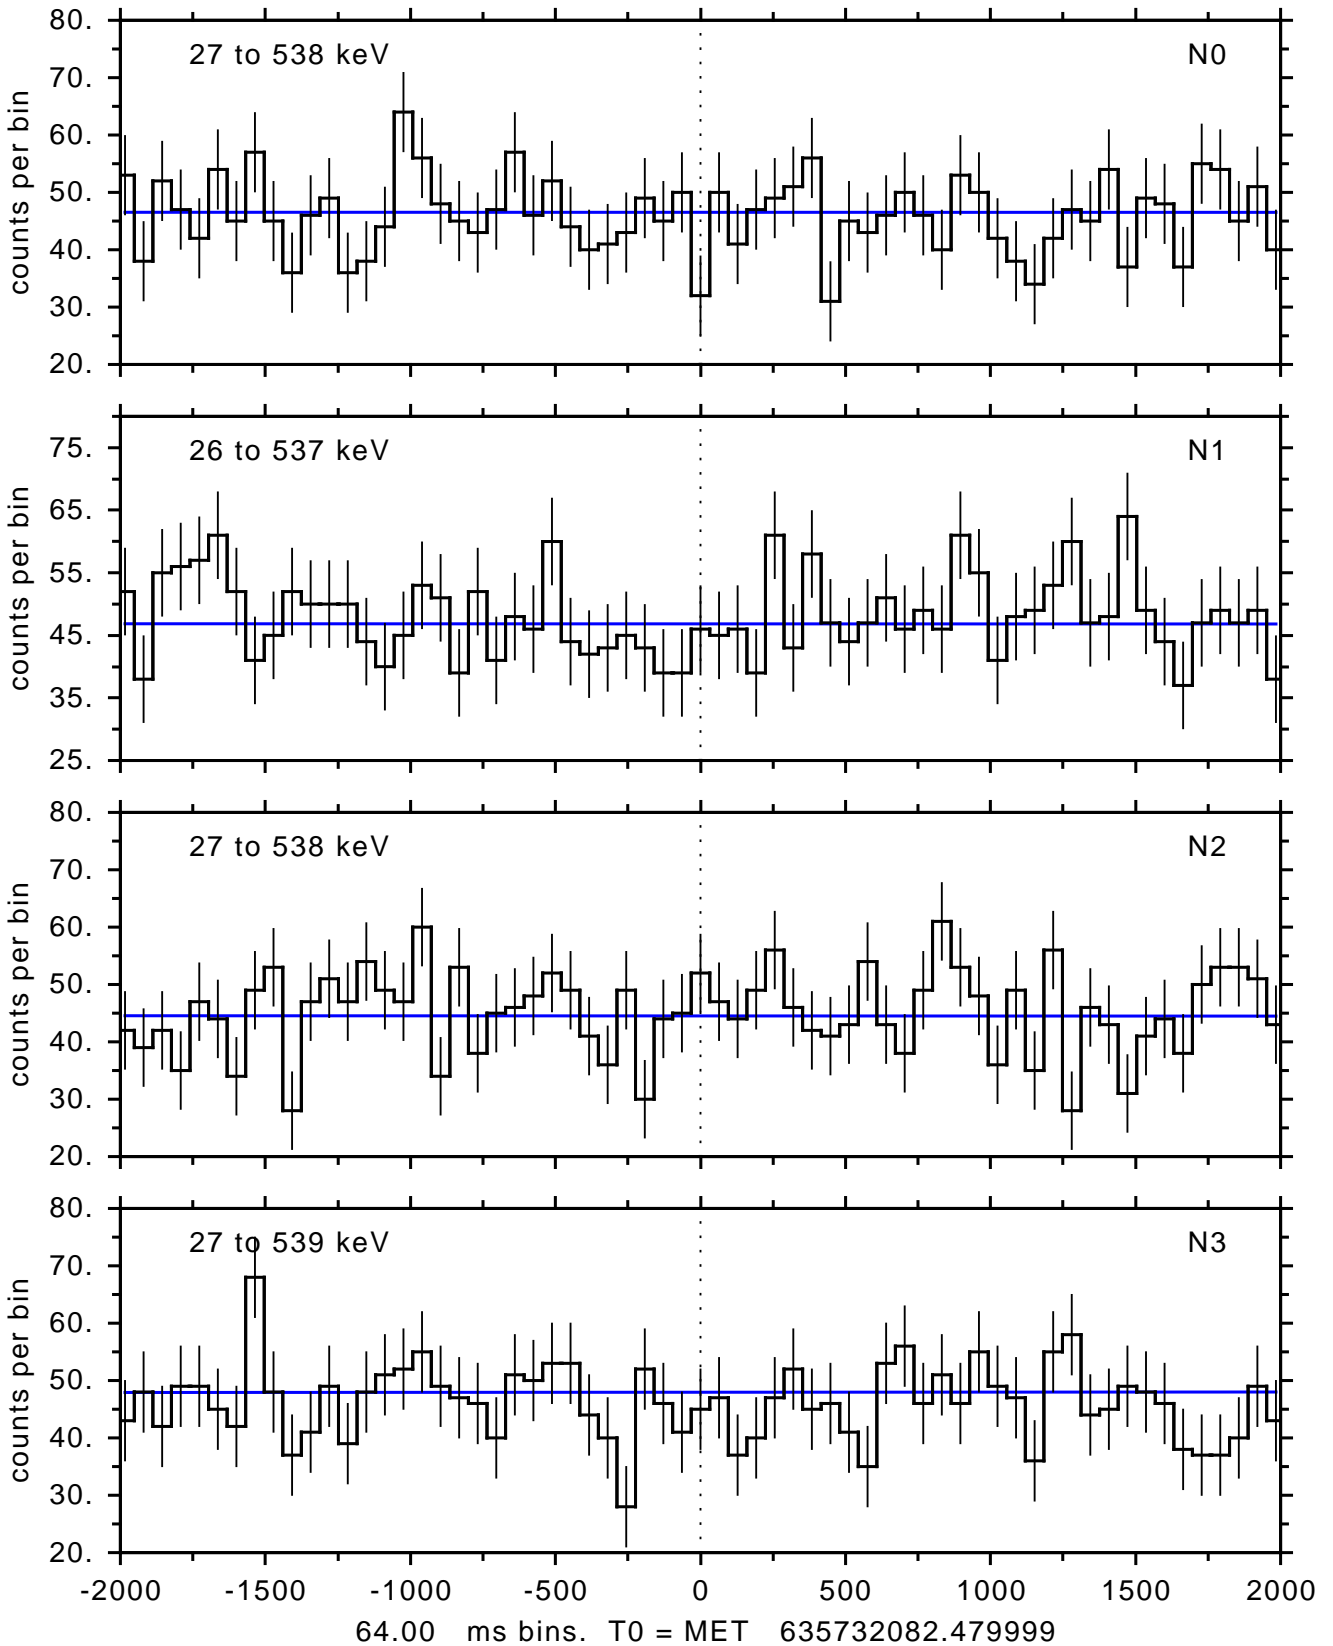 80.
27 to 538 keV N0
70.
60.
50.
40.
30.
20.
counts per bin
26 to 537 keV N1
75.
65.
55.
45.
35.
25.
counts per bin
80.
27 to 538 keV N2
70.
60.
50.
40.
30.
20.
counts per bin
80.
27 to 539 keV N3
70.
60.
50.
40.
30.
20.
counts per bin
-2000 -1500 -1000 -500 0 500 1000 1500 2000
64.00 ms bins. T0 = MET 635732082.479999